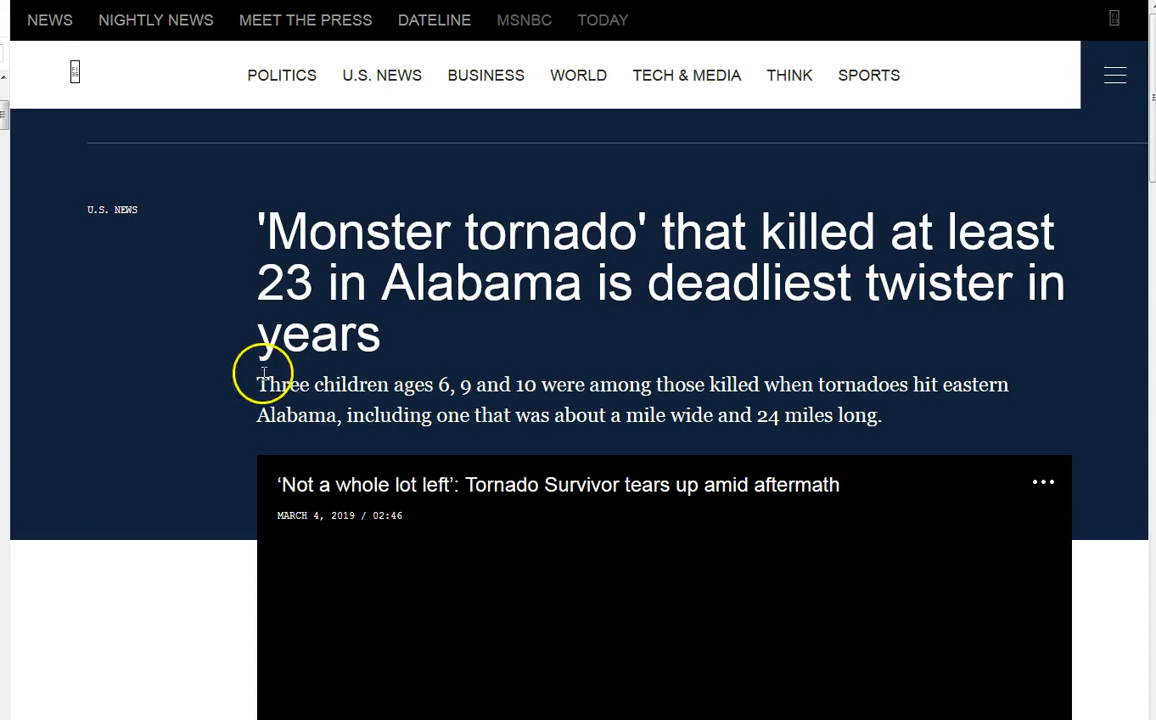 NEWS NIGHTLY NEWS MEET THE PRESS DATELINE MSNBC TODAY
POLITICS U.S. NEWS BUSINESS WORLD TECH & MEDIA THINK SPORTS
U.S. NEWS
'Monster tornado' that killed at least
23 in Alabama is deadliest twister in
years
Three children ages 6, 9 and 10 were among those killed when tornadoes hit eastern
Alabama, including one that was about a mile wide and 24 miles long.
‘Not a whole lot left’: Tornado Survivor tears up amid aftermath
MARCH 4, 2019 / 02:46